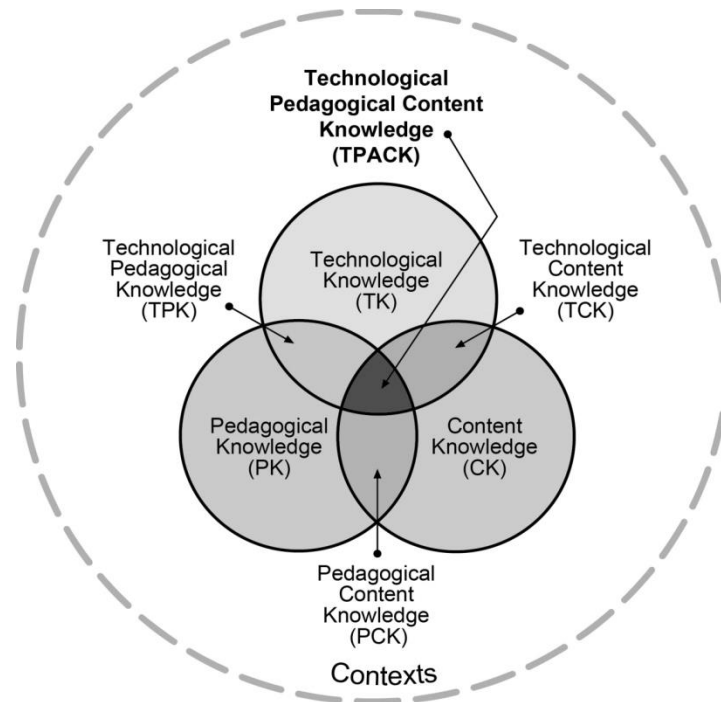 Technological
Pedagogical Content
Knowledge
(TPACK)
Technological
Pedagogical
Knowledge
(TPK)
Technological
Knowledge
(TK)
Technological
Content
Knowledge
(TCK)
Pedagogical
Knowledge
(PK)
Content
Knowledge
(CK)
Pedagogical
Content
Knowledge
(PCK)
Contexts